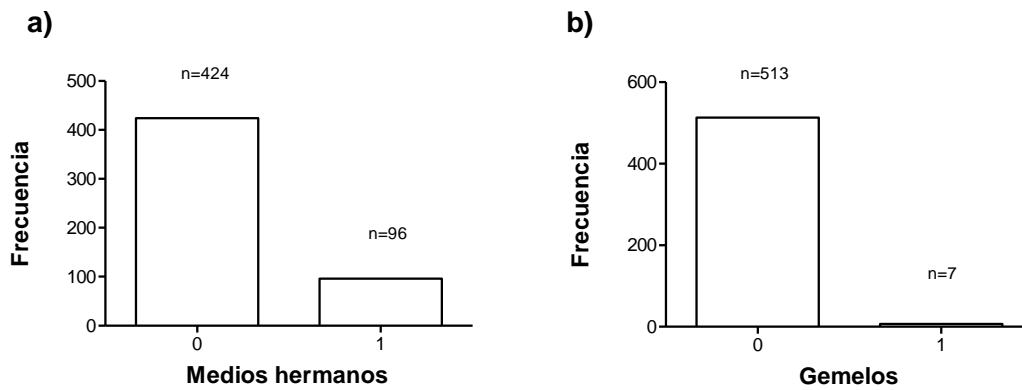 a)
n=424
500
400
300
200
100
0
Frecuencia
n=96
0
1
Medios hermanos
b)
n=513
600
400
200
0
Frecuencia
n=7
0
1
Gemelos